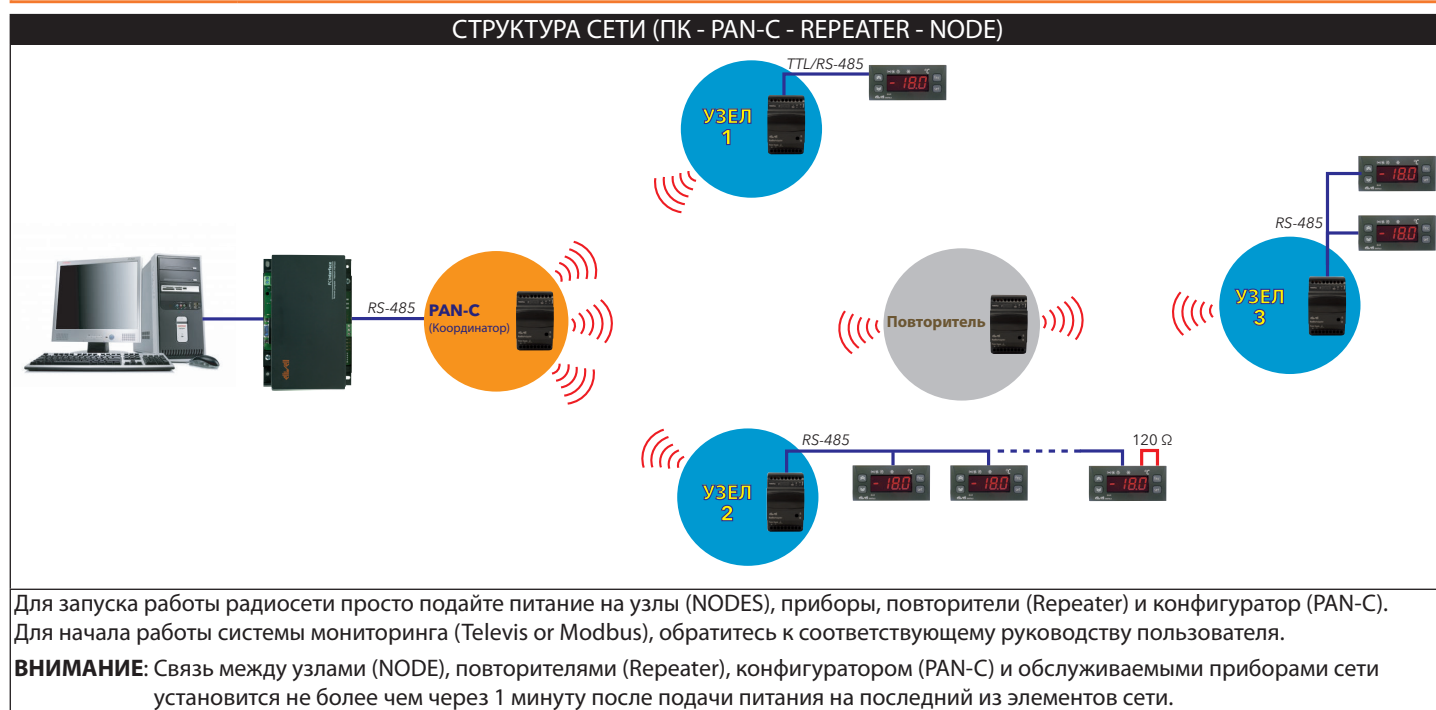 СТРУКТУРА СЕТИ (ПК - PAN-C - REPEATER - NODE)
TTL/RS-485
-18.0
УЗЕЛ
1
-18.0
RS-485
-18.0
PCInterface
RS-485
PAN-C
(Координатор)
Повторитель
УЗЕЛ
3
RS-485
120 Ω
УЗЕЛ
2
-18.0
-18.0
-18.0
Для запуска работы радиосети просто подайте питание на узлы (NODES), приборы, повторители (Repeater) и конфигуратор (PAN-C).
Для начала работы системы мониторинга (Televis or Modbus), обратитесь к соответствующему руководству пользователя.
ВНИМАНИЕ: Связь между узлами (NODE), повторителями (Repeater), конфигуратором (PAN-C) и обслуживаемыми приборами сети
установится не более чем через 1 минуту после подачи питания на последний из элементов сети.